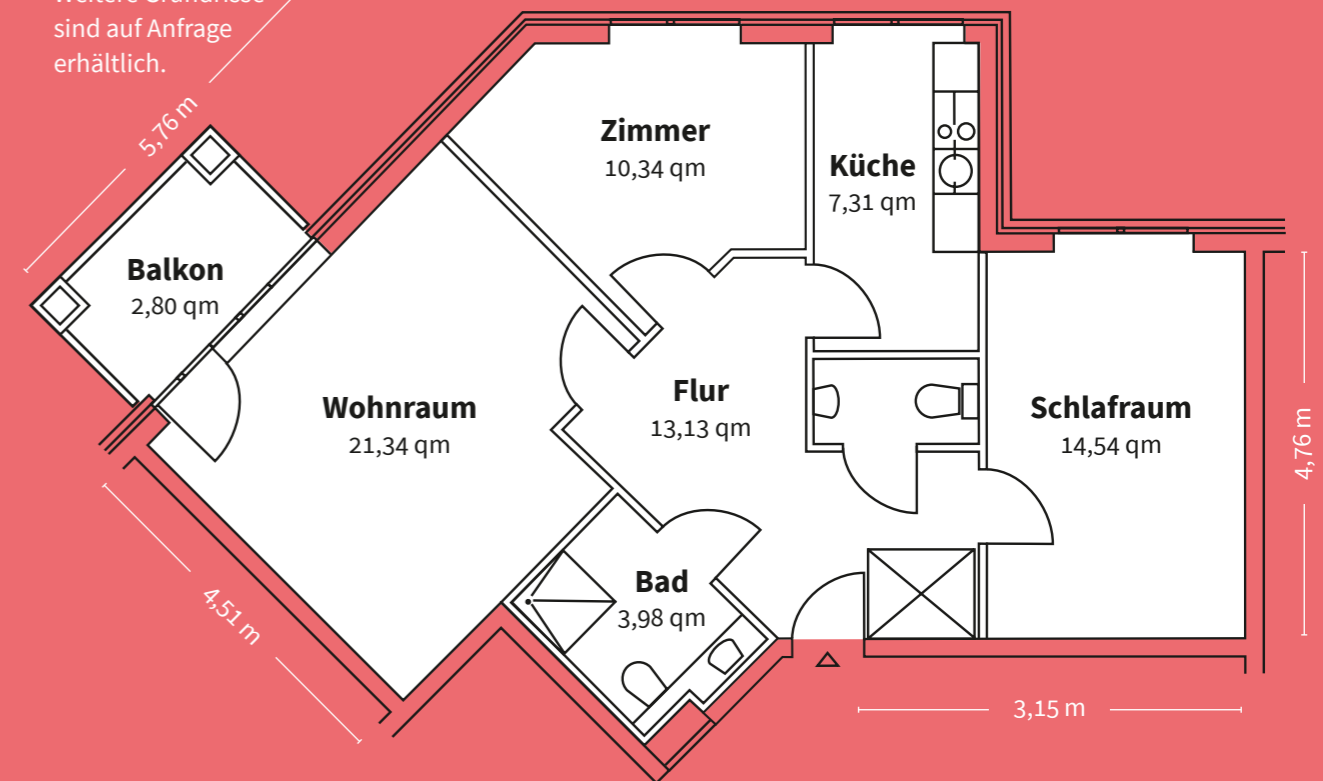 sind auf Anfrage
erhältlich.
5,76 m
Zimmer
10,34 qm
Küche
7,31 qm
Balkon
2,80 qm
Wohnraum
21,34 qm
Flur
13,13 qm
Schlafraum
14,54 qm
4,76 m
Bad
3,98 qm
4,51 m
3,15 m